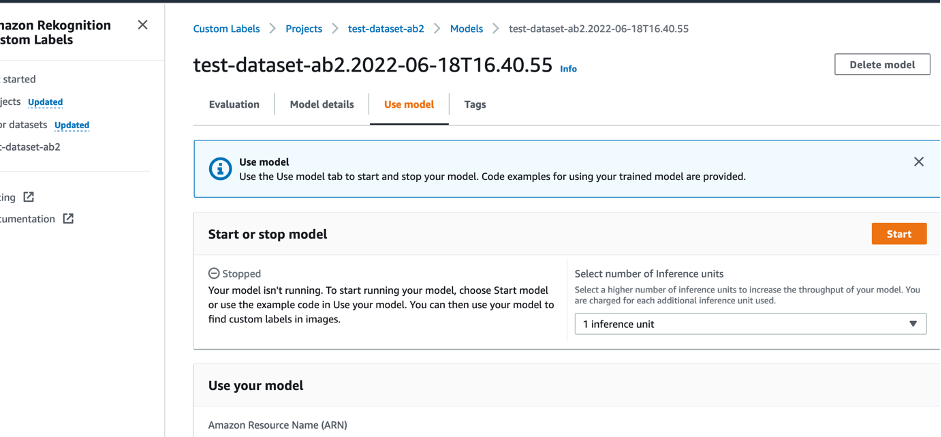 mazon Rekognition
stom Labels
started
jects Updated
or datasets Updated
-dataset-ab2
ing
umentation
Custom Labels
Projects
test-dataset-ab2
Models
test-dataset-ab2.2022-06-18T16.40.55
test-dataset-ab2.2022-06-18T16.40.55 Info
Delete model
Evaluation
Model details
Use model
Tags
Use model
Use the Use model tab to start and stop your model. Code examples for using your trained model are provided.
Start or stop model
Start
Stopped
Your model isn't running. To start running your model, choose Start model
or use the example code in Use your model. You can then use your model to
find custom labels in images.
Select number of Inference units
Select a higher number of inference units to increase the throughput of your model. You
are charged for each additional inference unit used.
1 inference unit
Use your model
Amazon Resource Name (ARN)